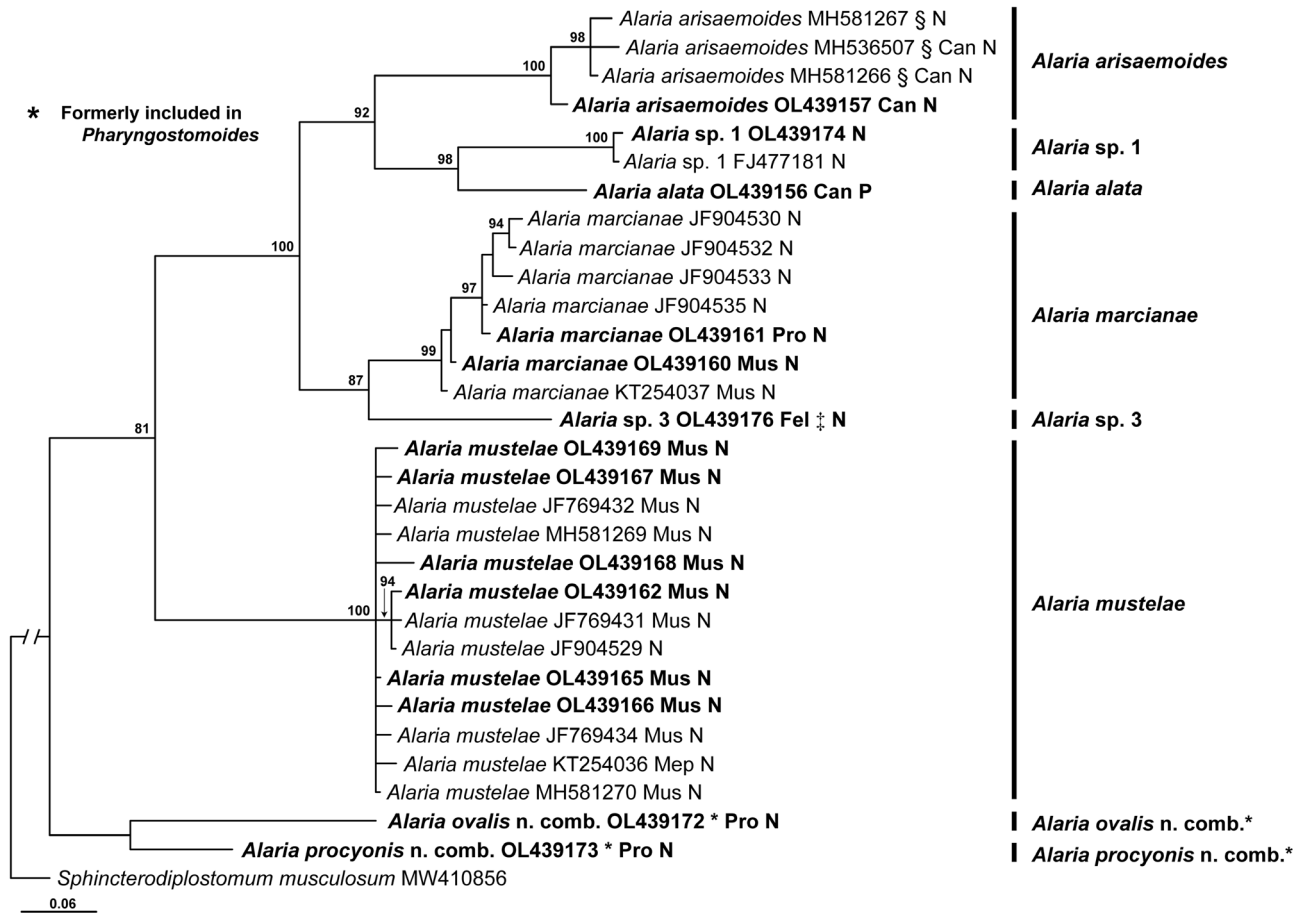 Alaria arisaemoides MH581267 § N
98
Alaria arisaemoides MH536507 § Can N
Alaria arisaemoides
100
Alaria arisaemoides MH581266 § Can N
Alaria arisaemoides OL439157 Can N
* Formerly included in
Pharyngostomoides
92
Alaria sp. 1 OL439174 N
100
Alaria sp. 1
Alaria sp. 1 FJ477181 N
98
Alaria alata OL439156 Can P
Alaria alata
Alaria marcianae JF904530 N
94
Alaria marcianae JF904532 N
100
Alaria marcianae JF904533 N
97
Alaria marcianae JF904535 N
Alaria marcianae
Alaria marcianae OL439161 Pro N
99
Alaria marcianae OL439160 Mus N
87
Alaria marcianae KT254037 Mus N
Alaria sp. 3 OL439176 Fel ‡ N
Alaria sp. 3
81
Alaria mustelae OL439169 Mus N
Alaria mustelae OL439167 Mus N
Alaria mustelae JF769432 Mus N
Alaria mustelae MH581269 Mus N
Alaria mustelae OL439168 Mus N
94
Alaria mustelae OL439162 Mus N
Alaria mustelae
100
Alaria mustelae JF769431 Mus N
Alaria mustelae JF904529 N
Alaria mustelae OL439165 Mus N
Alaria mustelae OL439166 Mus N
Alaria mustelae JF769434 Mus N
Alaria mustelae KT254036 Mep N
Alaria mustelae MH581270 Mus N
Alaria ovalis n. comb. OL439172 * Pro N
Alaria ovalis n. comb.*
Alaria procyonis n. comb. OL439173 * Pro N
Alaria procyonis n. comb.*
Sphincterodiplostomum musculosum MW410856
0.06